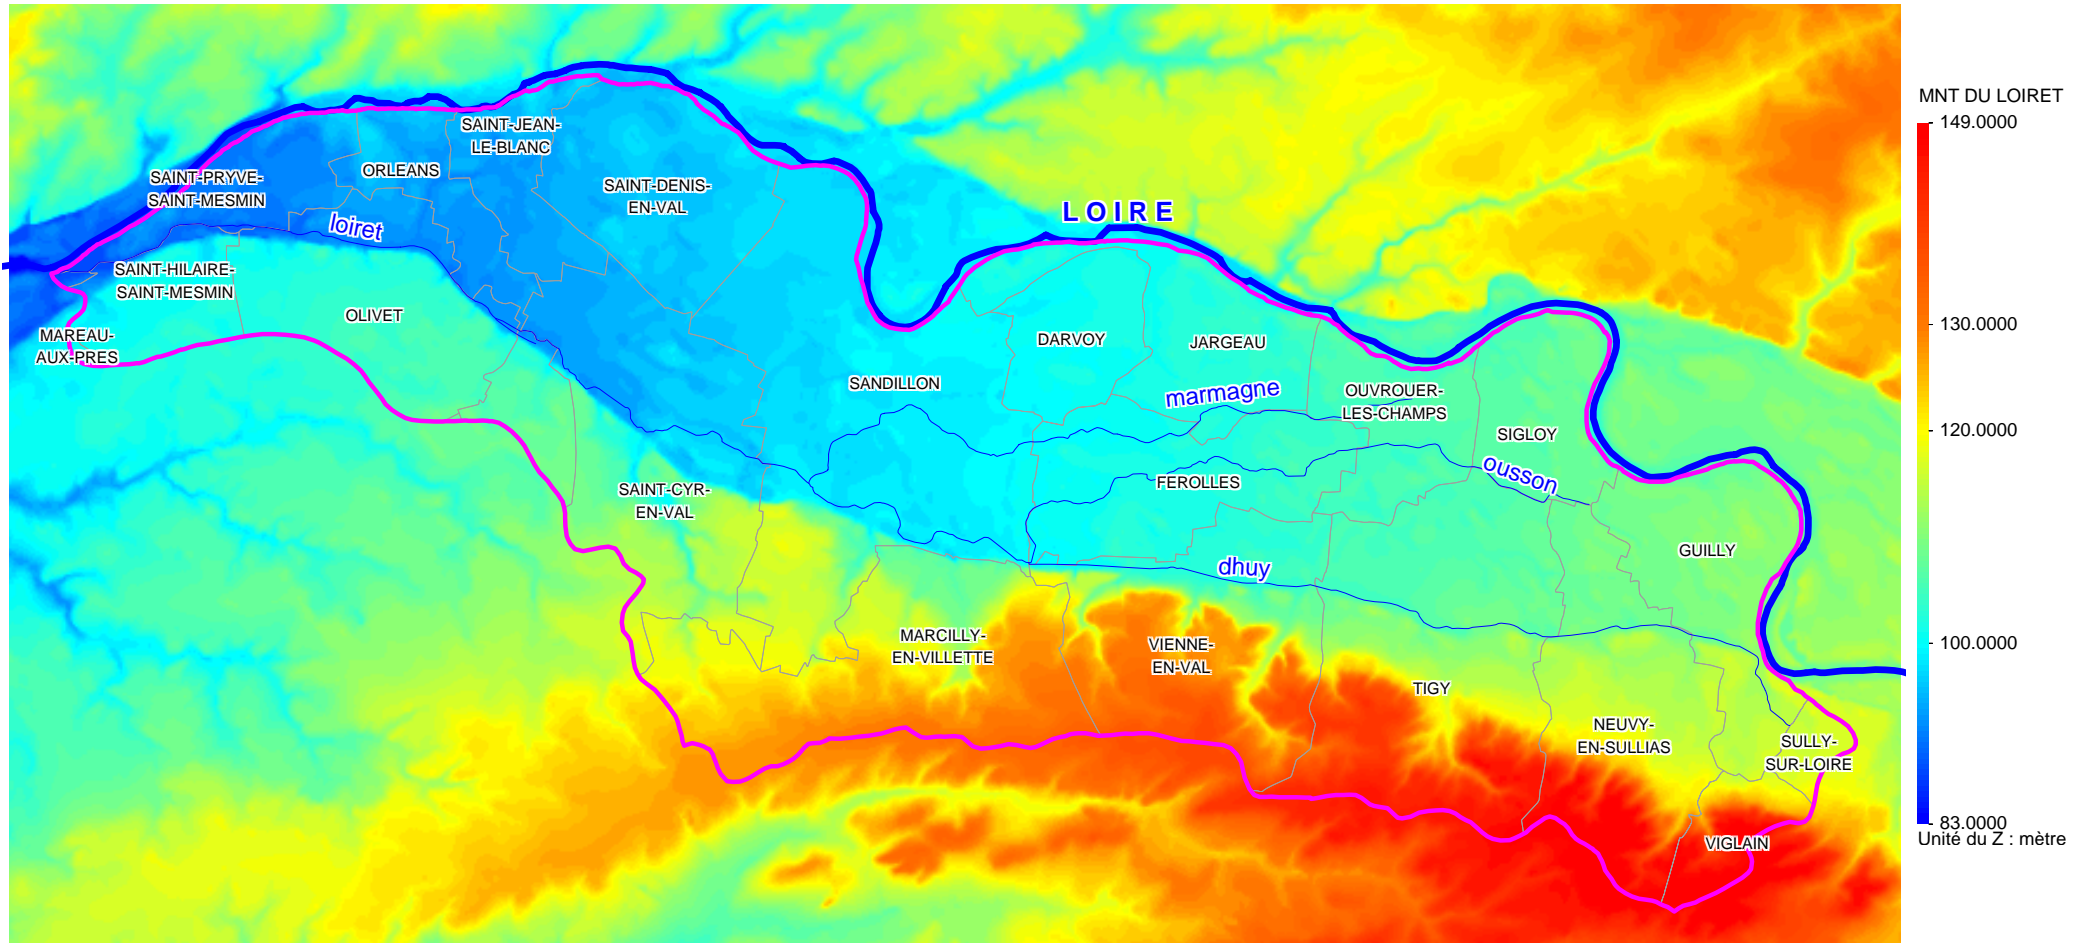 MNT DU LOIRET
149.0000
130.0000
120.0000
100.0000
83.0000
Unité du Z : mètre
SAINT-JEAN-
LE-BLANC
ORLEANS
SAINT-PRYVE-
SAINT-MESMIN
SAINT-DENIS-
EN-VAL
LOIRE
loiret
SAINT-HILAIRE-
SAINT-MESMIN
OLIVET
MAREAU-
AUX-PRES
DARVOY
JARGEAU
SANDILLON
marmagne
OUVROUER-
LES-CHAMPS
SIGLOY
ousson
FEROLLES
SAINT-CYR-
EN-VAL
GUILLY
dhuy
MARCILLY-
EN-VILLETTE
VIENNE-
EN-VAL
TIGY
NEUVY-
EN-SULLIAS
SULLY-
SUR-LOIRE
VIGLAIN